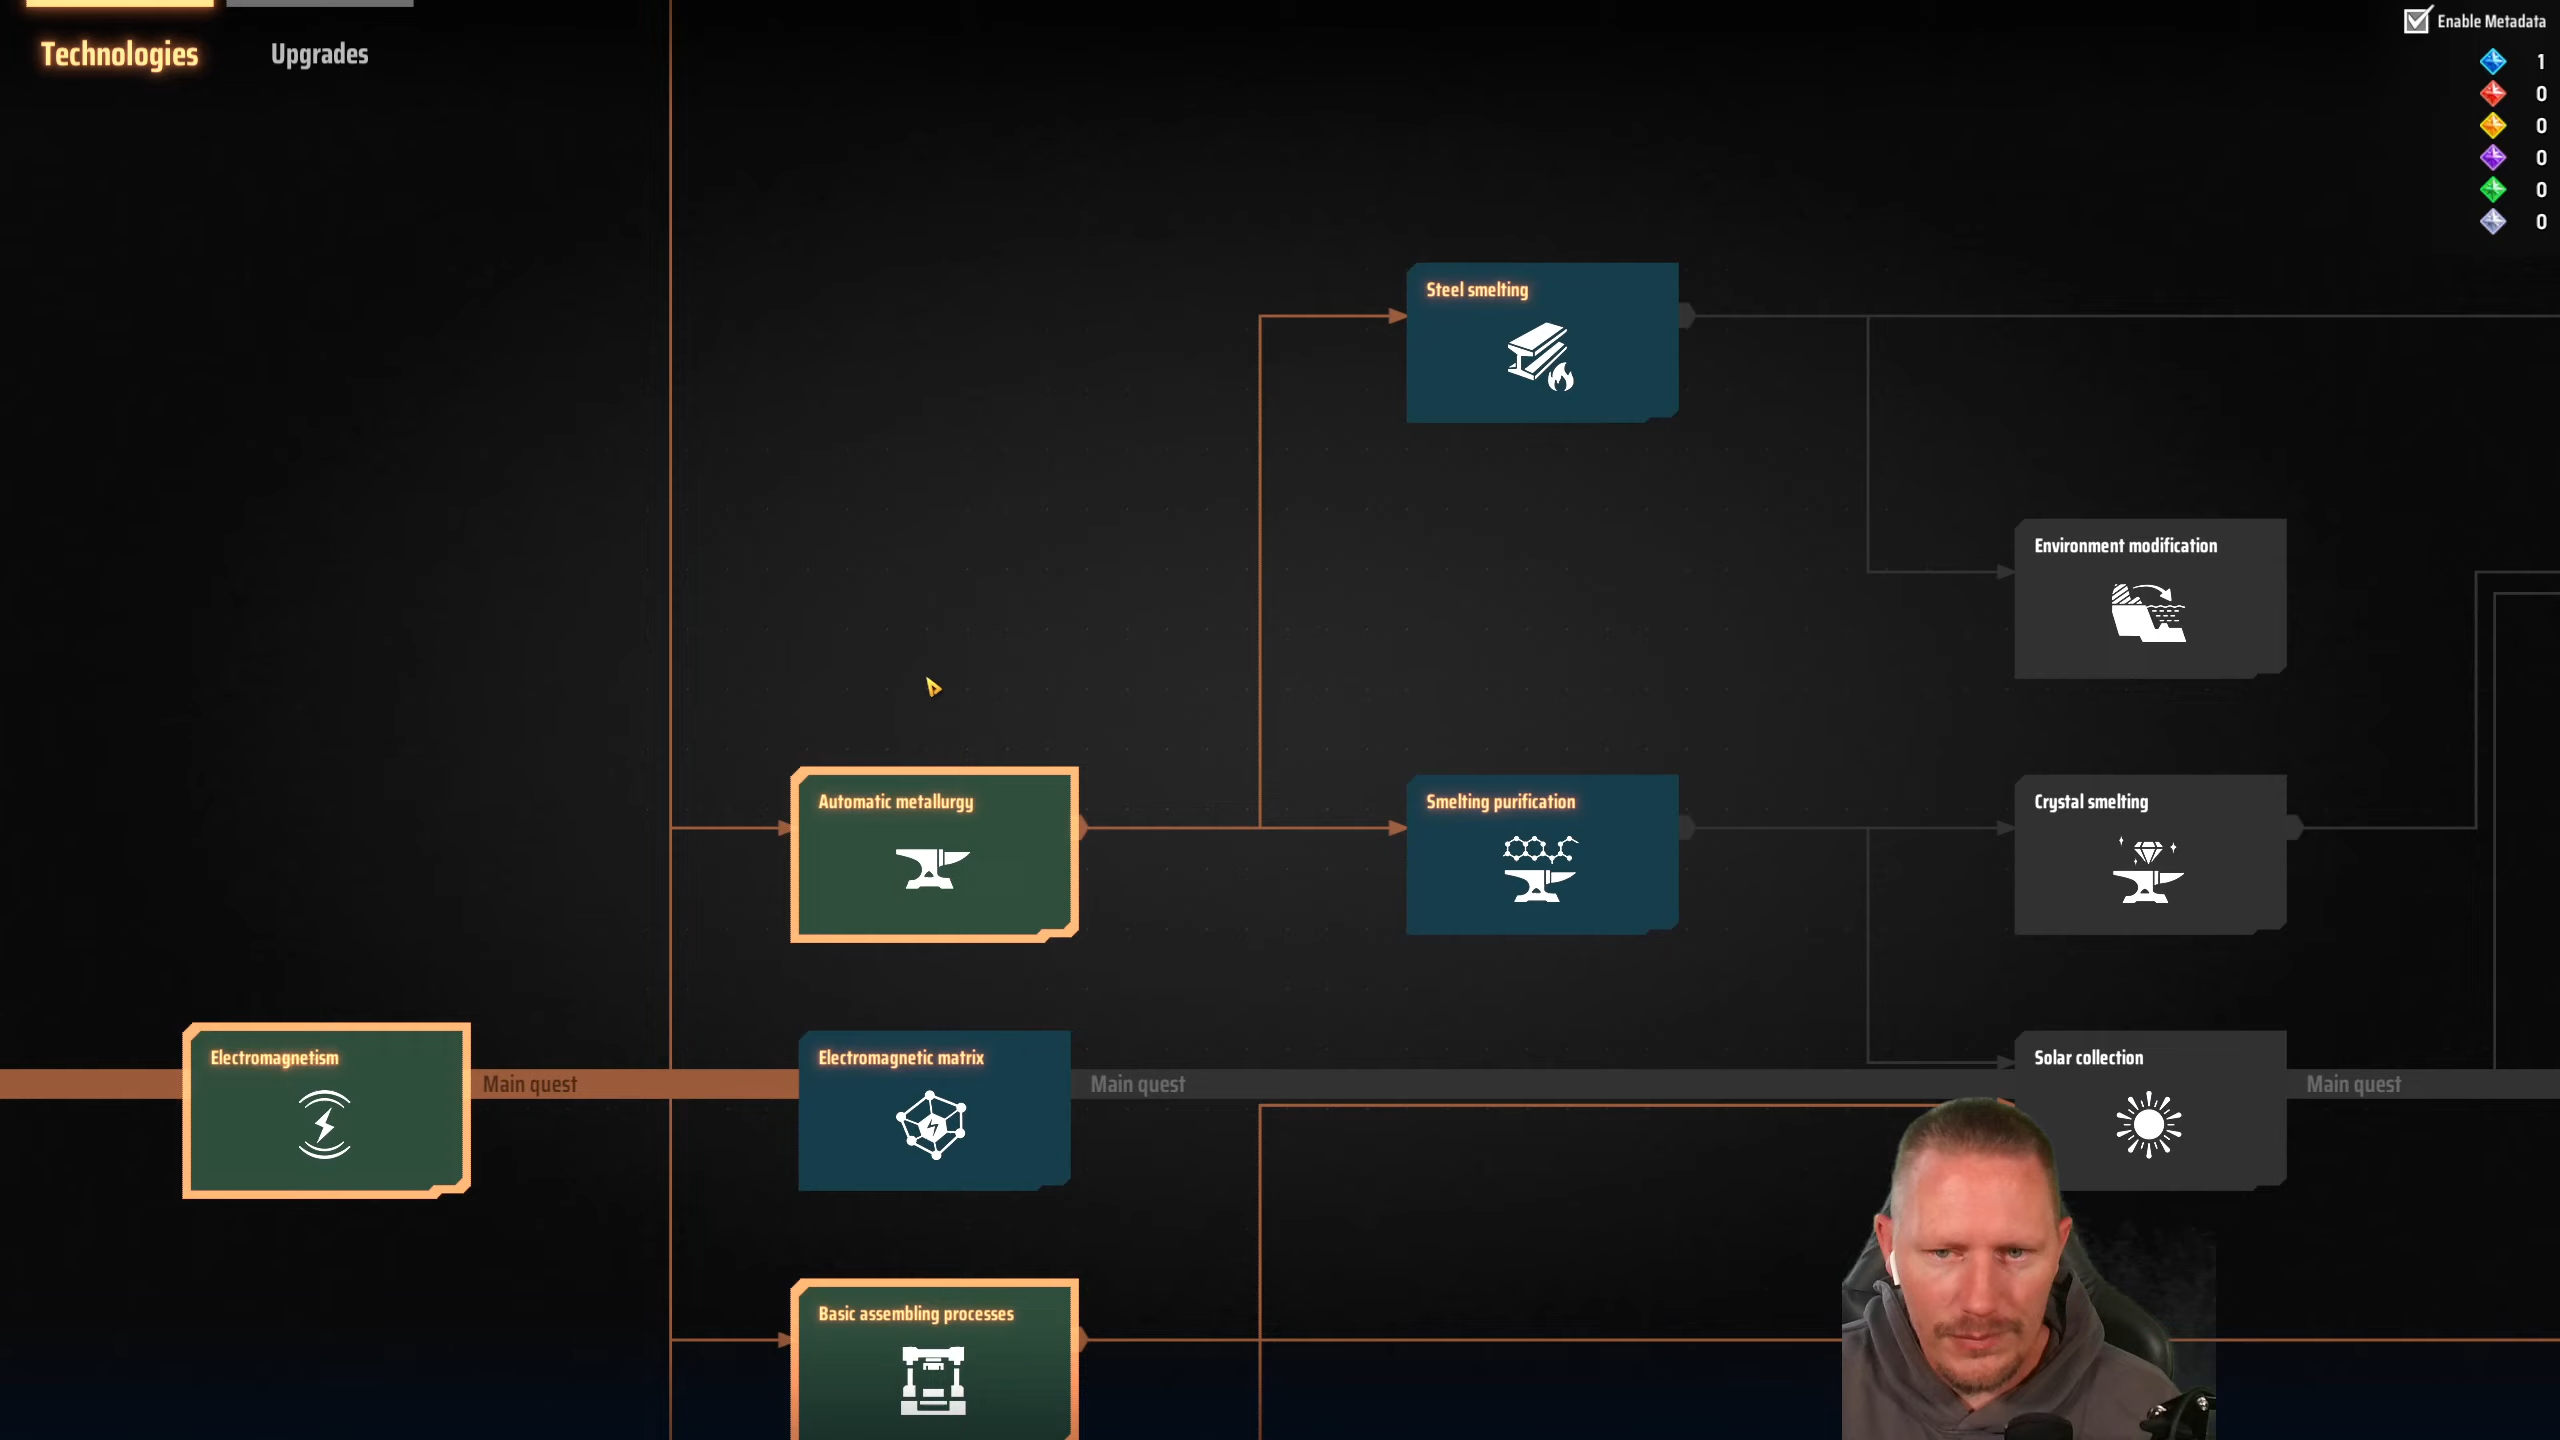 Technologies
Upgrades
Enable Metadata
1
0
0
0
0
0
Steel smelting
Environment modification
Automatic metallurgy
Smelting purification
Crystal smelting
Electromagnetism
Main quest
Electromagnetic matrix
Main quest
Solar collection
Main quest
Basic assembling processes